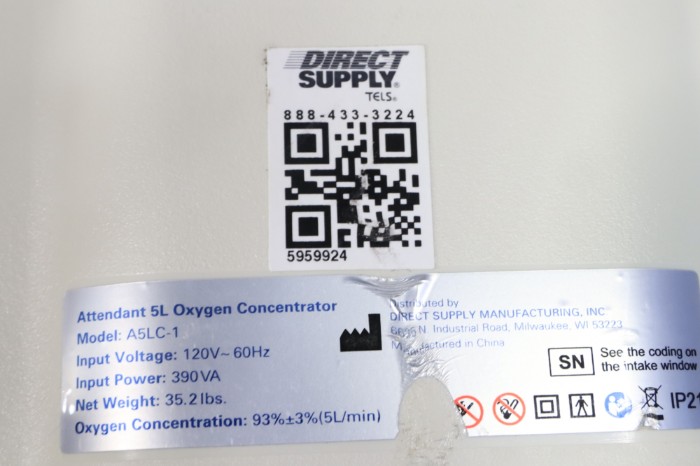 DIRECT
SUPPLY®
TELS®
888-433-3224
5959924
Attendant 5L Oxygen Concentrator
Model: A5LC-1
Input Voltage: 120V~ 60Hz
Input Power: 390VA
Net Weight: 35.2lbs.
Oxygen Concentration: 93%±3%(5L/min)
Distributed by
DIRECT SUPPLY MANUFACTURING, INC
N. Industrial Road, Milwaukee, WI 53223
Manufactured in China
SN
See the coding on
the intake window
IP21